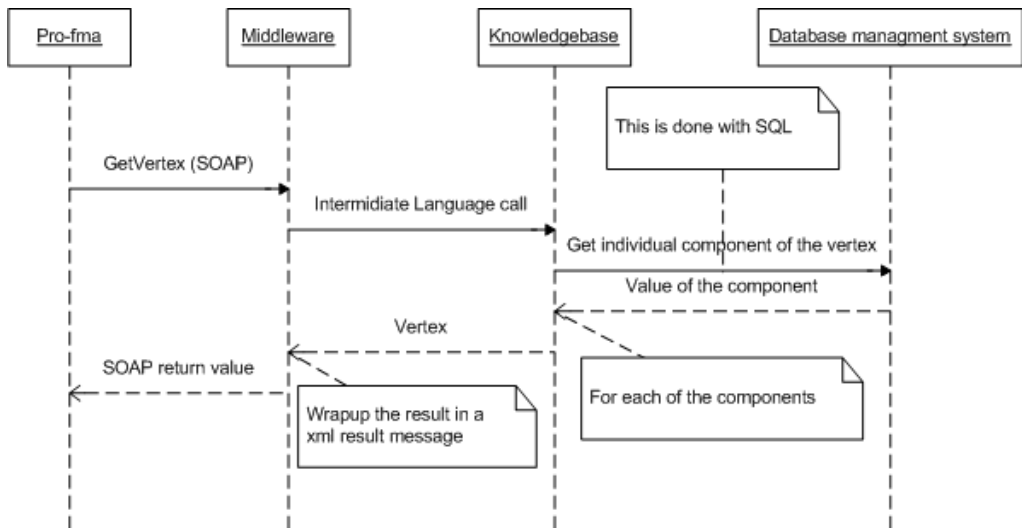 Pro-fma
Middleware
Knowledgebase
Database managment system
This is done with SQL
GetVertex (SOAP)
Intermidiate Language call
Get individual component of the vertex
Value of the component
Vertex
SOAP return value
For each of the components
Wrapup the result in a
xml result message